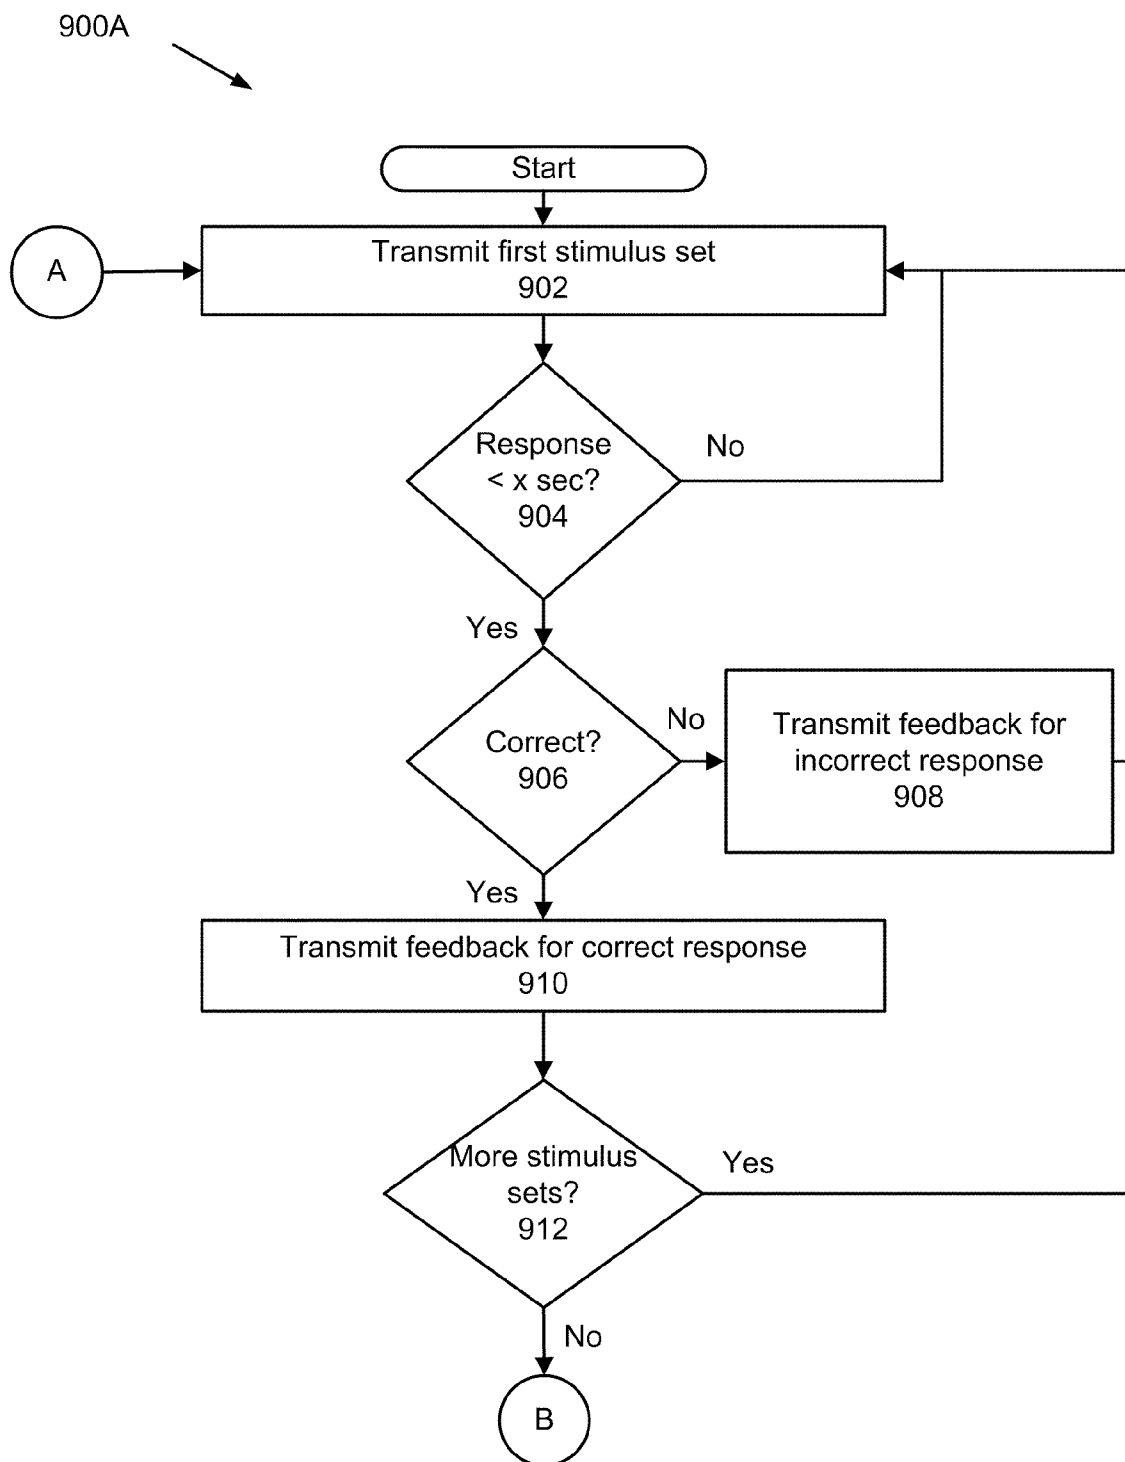 900A
Start
A
Transmit first stimulus set
902
Response
< x sec?
904
No
Yes
Correct?
906
No
Transmit feedback for
incorrect response
908
Yes
Transmit feedback for correct response
910
More stimulus
sets?
912
Yes
No
B